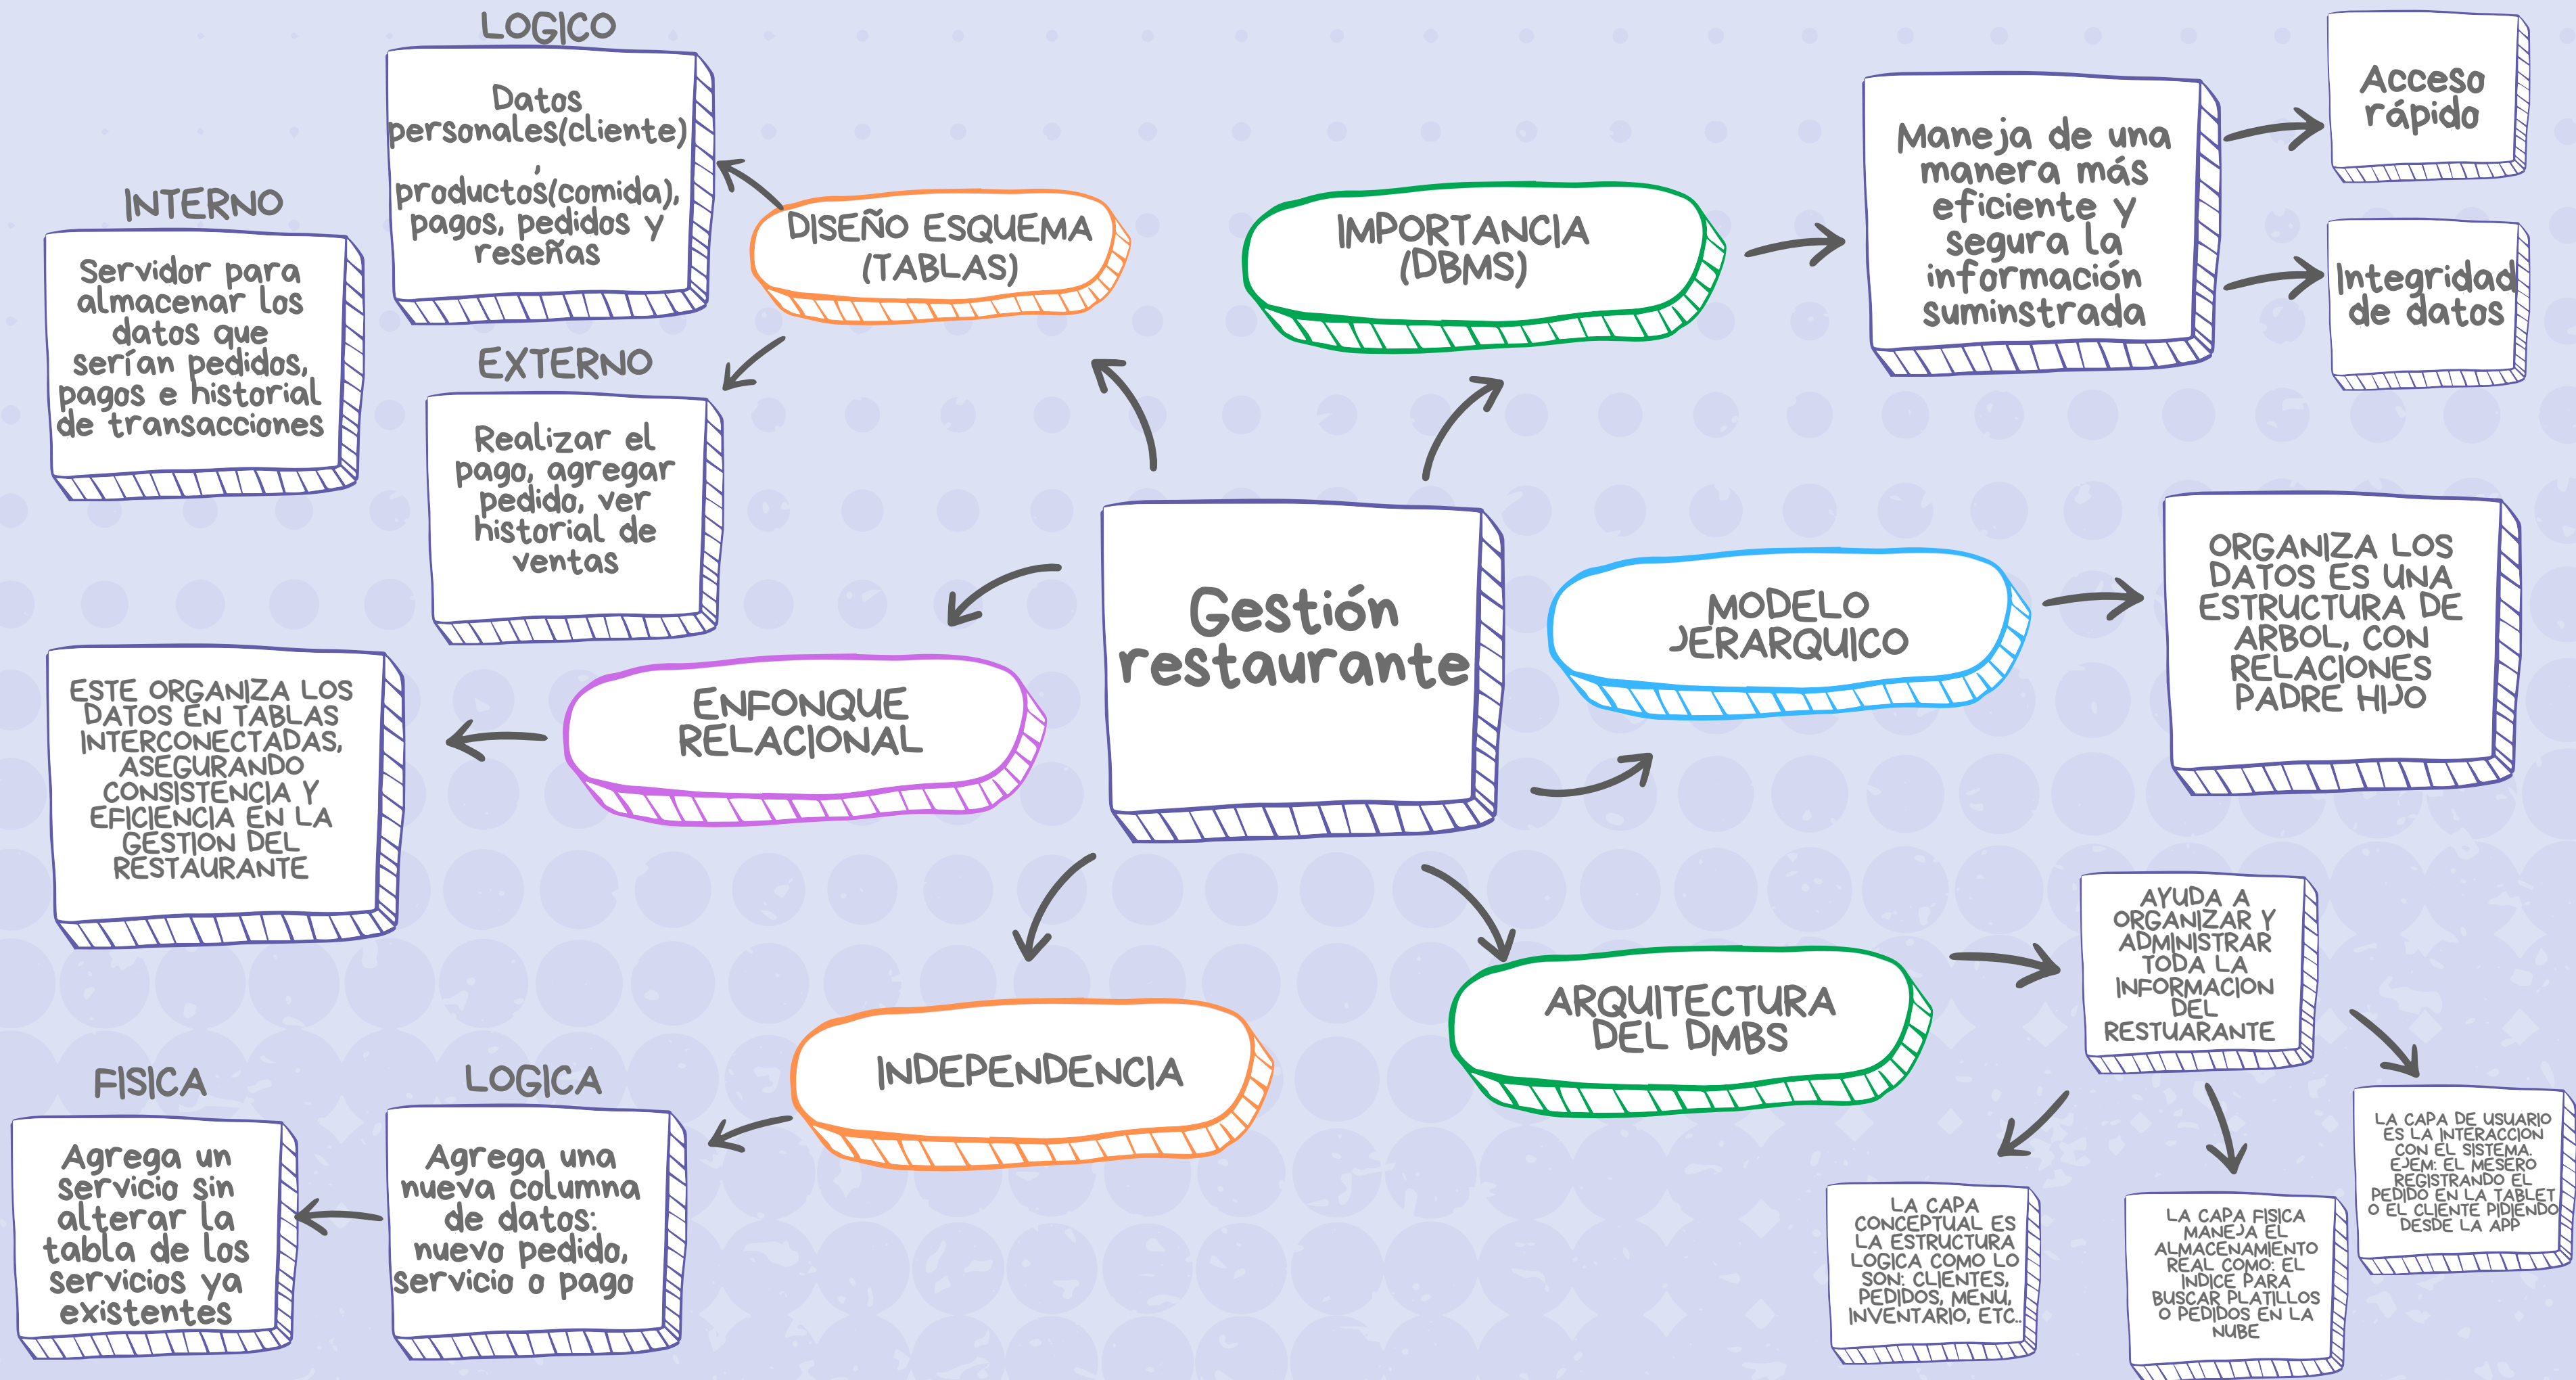 LOGICO
Datos
personales(cliente)
,
productos(comida),
pagos, pedidos y
reseñas
INTERNO
Servidor para
almacenar los
datos que
serían pedidos,
pagos e historial
de transacciones
EXTERNO
Realizar el
pago, agregar
pedido, ver
historial de
ventas
DISEÑO ESQUEMA
(TABLAS)
IMPORTANCIA
(DBMS)
Maneja de una
manera más
eficiente y
segura la
información
suminstrada
Acceso
rápido
Integridad
de datos
Gestión
restaurante
MODELO
JERARQUICO
ORGANIZA LOS
DATOS ES UNA
ESTRUCTURA DE
ARBOL, CON
RELACIONES
PADRE HIJO
ENFONQUE
RELACIONAL
ESTE ORGANIZA LOS
DATOS EN TABLAS
INTERCONECTADAS,
ASEGURANDO
CONSISTENCIA Y
EFICIENCIA EN LA
GESTION DEL
RESTAURANTE
INDEPENDENCIA
LOGICA
Agrega una
nueva columna
de datos:
nuevo pedido,
servicio o pago
FISICA
Agrega un
servicio sin
alterar la
tabla de los
servicios ya
existentes
ARQUITECTURA
DEL DMBS
AYUDA A
ORGANIZAR Y
ADMINISTRAR
TODA LA
INFORMACION
DEL
RESTUARANTE
LA CAPA
CONCEPTUAL ES
LA ESTRUCTURA
LOGICA COMO LO
SON: CLIENTES,
PEDIDOS, MENU,
INVENTARIO, ETC..
LA CAPA FISICA
MANEJA EL
ALMACENAMIENTO
REAL COMO: EL
INDICE PARA
BUSCAR PLATILLOS
O PEDIDOS EN LA
NUBE
LA CAPA DE USUARIO
ES LA INTERACCION
CON EL SISTEMA.
EJEM: EL MESERO
REGISTRANDO EL
PEDIDO EN LA TABLET
O EL CLIENTE PIDIENDO
DESDE LA APP